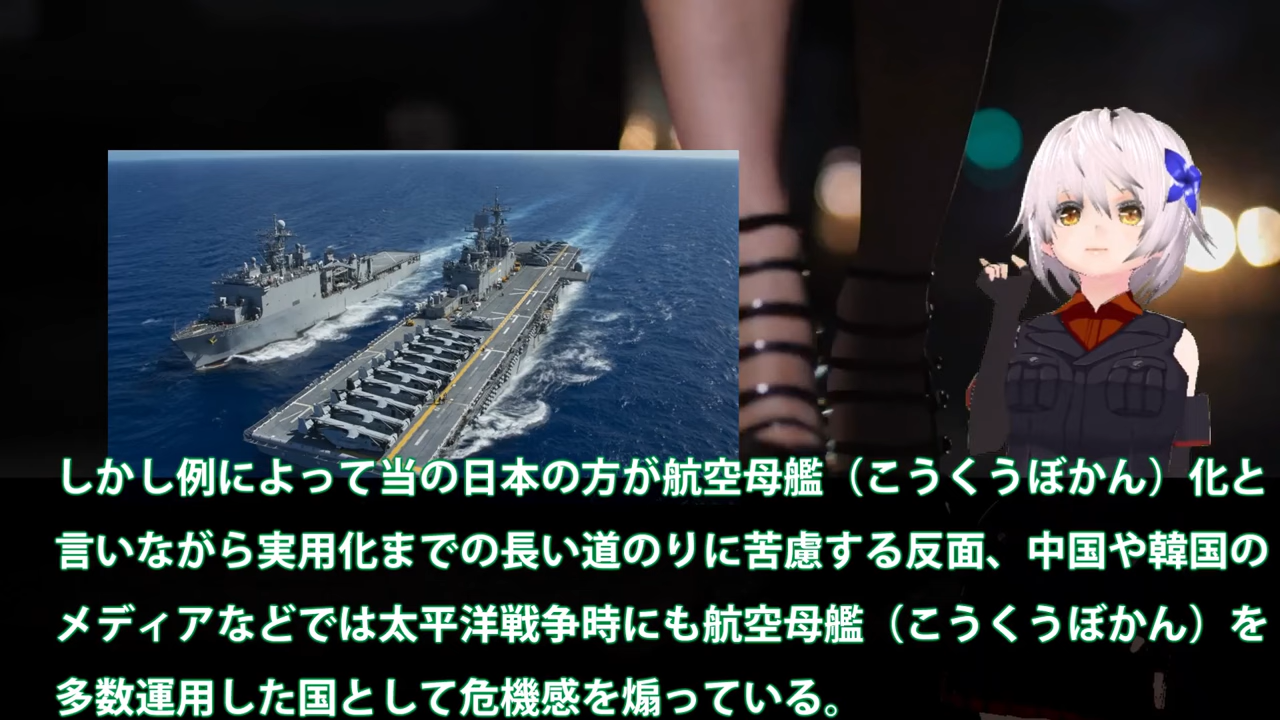 しかし例によって当の日本の方が航空母艦（こうくうぼかん）化と
言いながら実用化までの長い道のりに苦慮する反面、中国や韓国の
メディアなどでは太平洋戦争時にも航空母艦（こうくうぼかん）を
多数運用した国として危機感を煽っている。